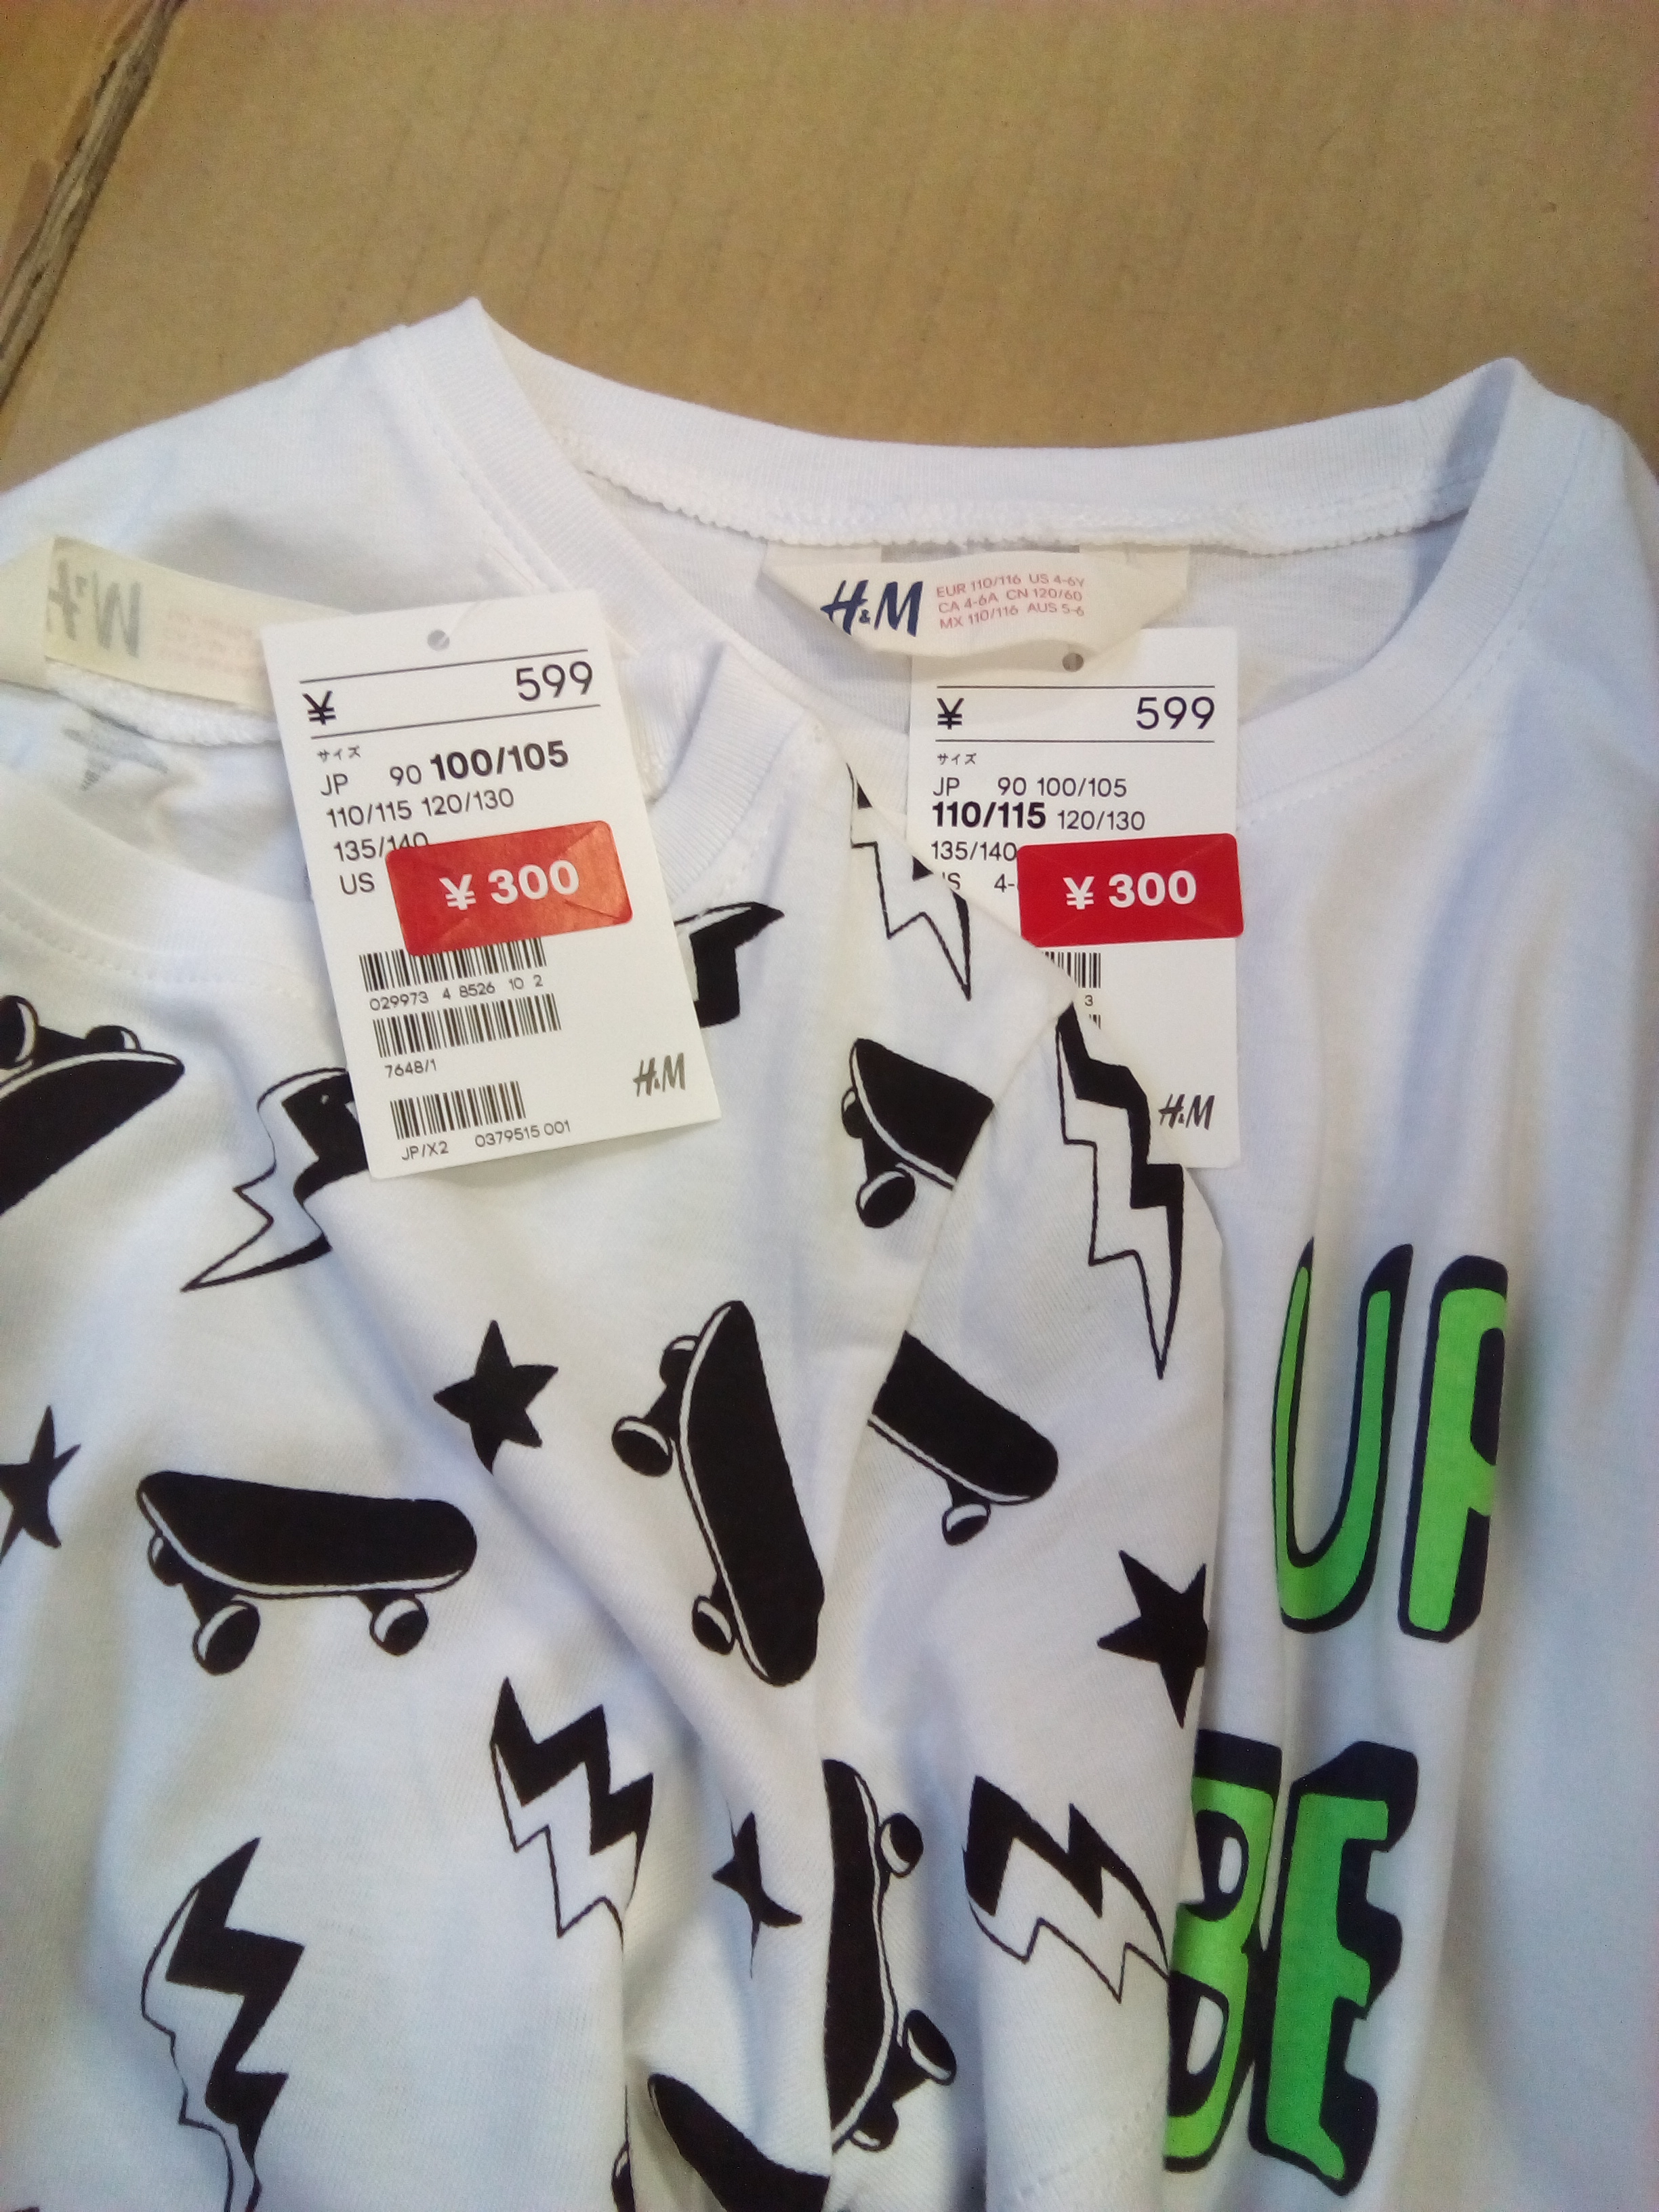 H&M
EUR 110/116 US 4-6Y
CA 4-6A CN 120/60
MX 110/116 AUS 5-6
H&M
¥ 599
サイズ
JP 90 100/105
110/115 120/130
135/140
US
¥ 300
029973 4 8526 10 2
7648/1
H&M
JP/X2 0379515 001
¥ 599
サイズ
JP 90 100/105
110/115 120/130
135/140
US 4-
¥ 300
3
H&M
UP
BE